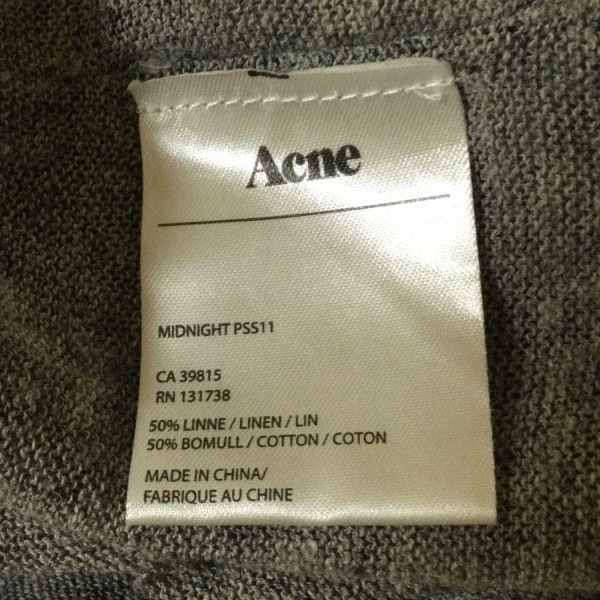 Acne
MIDNIGHT PSS11
CA 39815
RN 131738
50% LINNE / LINEN / LIN
50% BOMULL / COTTON / COTON
MADE IN CHINA/
FABRIQUE AU CHINE